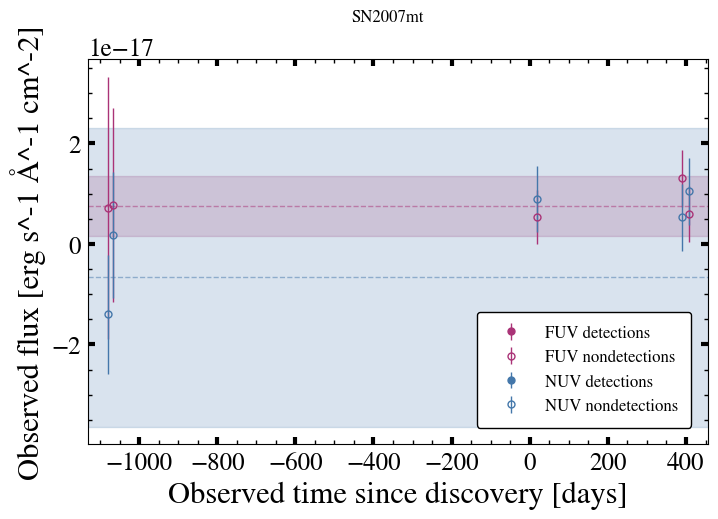 SN2007mt
1e−17
Observed flux [erg s^-1 Å^-1 cm^-2]
2
0
−2
FUV detections
FUV nondetections
NUV detections
NUV nondetections
−1000 −800 −600 −400 −200 0 200 400
Observed time since discovery [days]